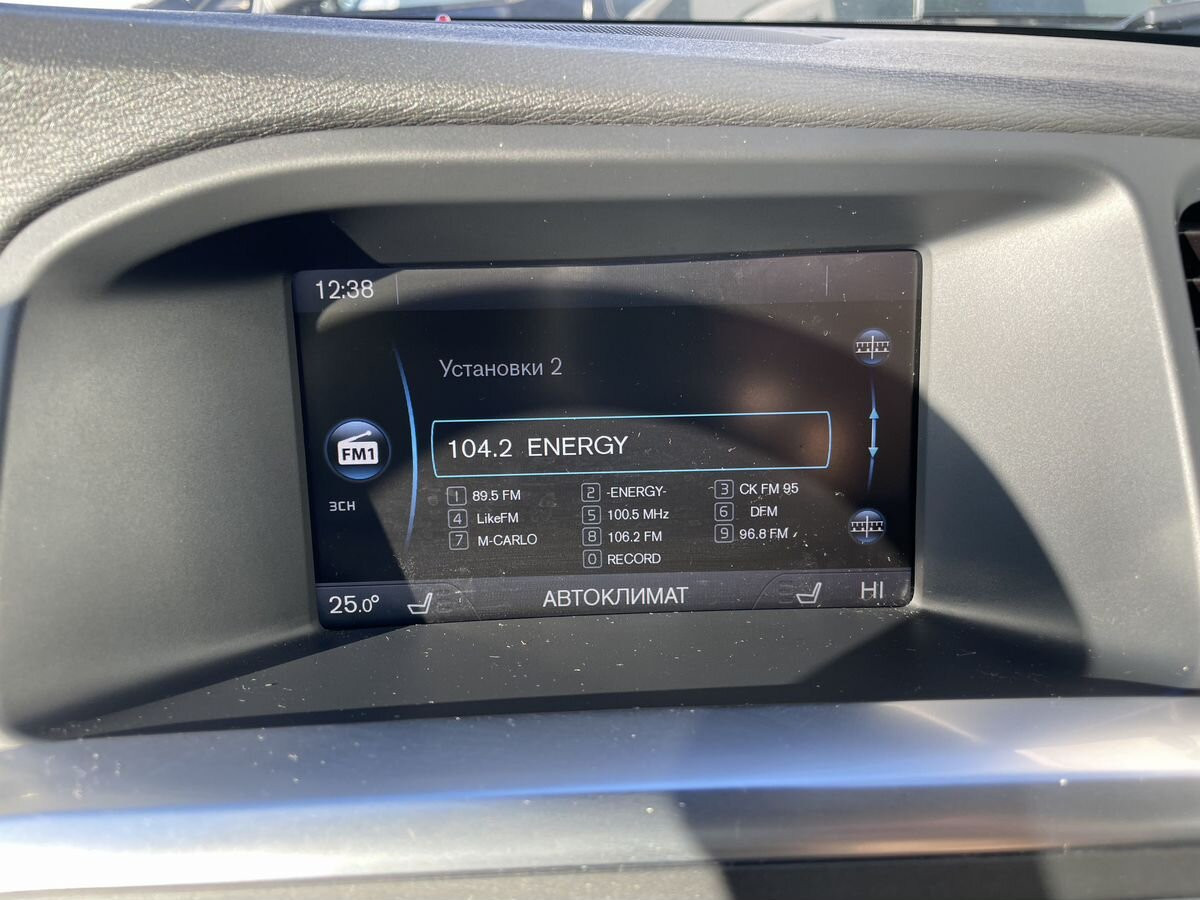 12:38
Установки 2
FM1
104.2 ENERGY
ЗСН
1 89.5 FM 2 -ENERGY- 3 СК FM 95
4 LikeFM 5 100.5 MHz 6 DFM
7 M-CARLO 8 106.2 FM 9 96.8 FM
0 RECORD
25.0° АВТОКЛИМАТ HI